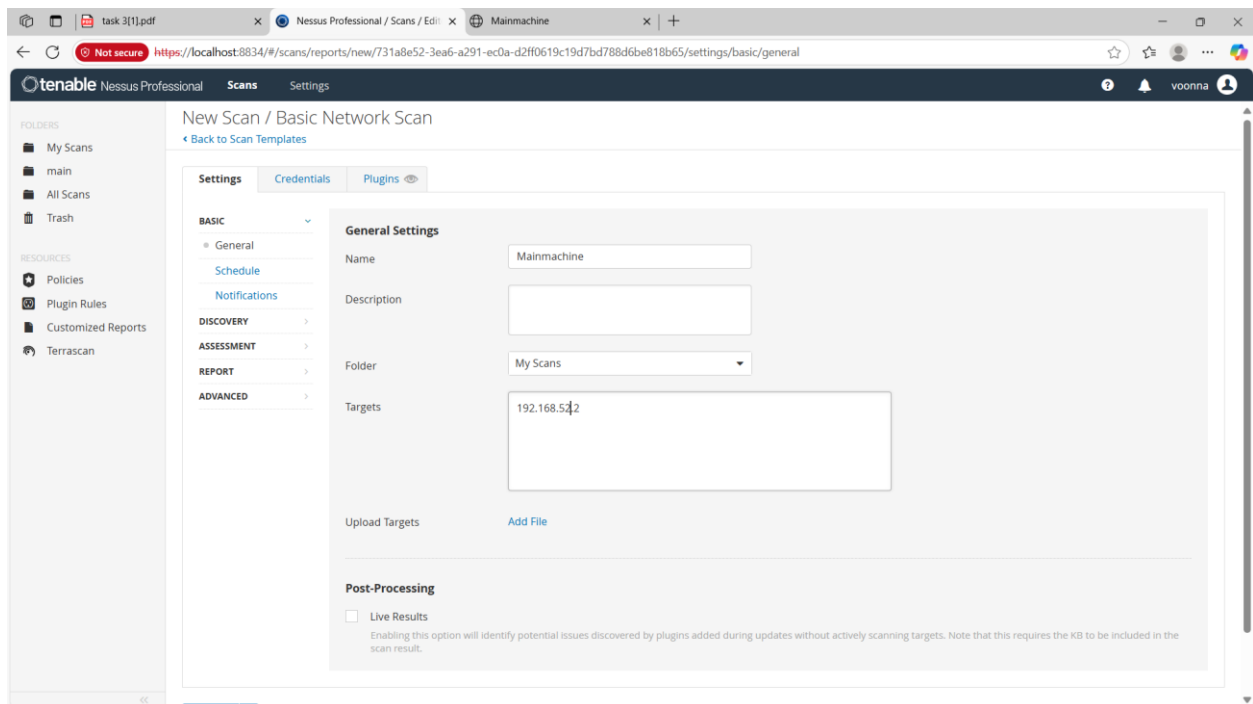 task 3[1].pdf
Nessus Professional / Scans / Edit
Mainmachine
Not secure https://localhost:8834/#/scans/reports/new/731a8e52-3ea6-a291-ec0a-d2ff0619c19d7bd788d6be818b65/settings/basic/general
tenable Nessus Professional Scans Settings voonna
FOLDERS
My Scans
main
All Scans
Trash
RESOURCES
Policies
Plugin Rules
Customized Reports
Terrascan
New Scan / Basic Network Scan
Back to Scan Templates
Settings Credentials Plugins
BASIC
General
Schedule
Notifications
DISCOVERY
ASSESSMENT
REPORT
ADVANCED
General Settings
Name Mainmachine
Description
Folder My Scans
Targets 192.168.52.2
Upload Targets Add File
Post-Processing
Live Results
Enabling this option will identify potential issues discovered by plugins added during updates without actively scanning targets. Note that this requires the KB to be included in the
scan result.